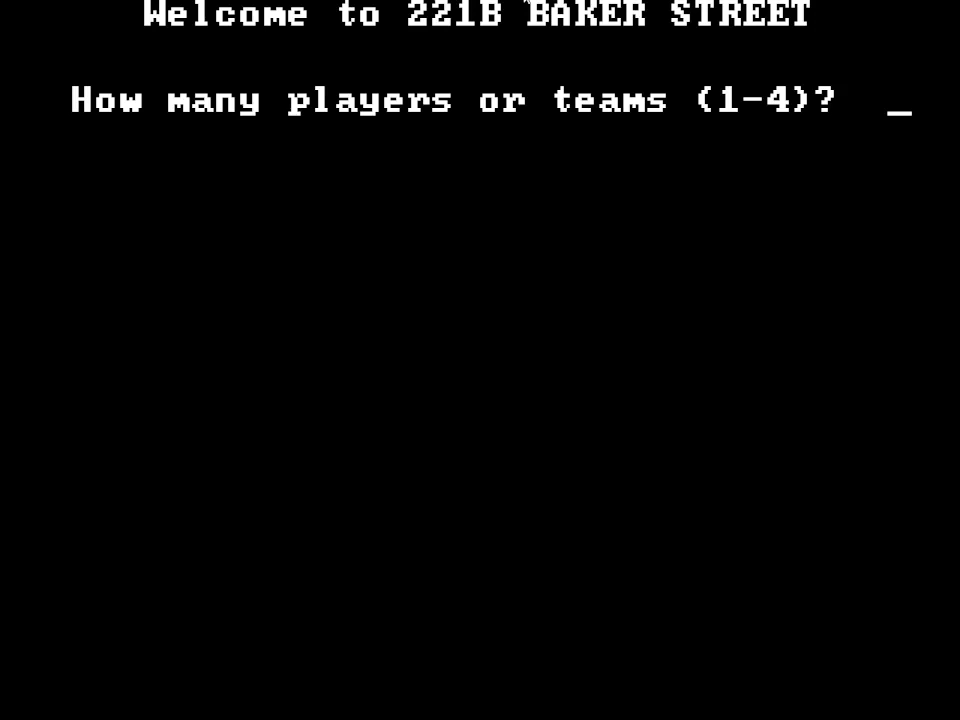 Welcome to 221B BAKER STREET
How many players or teams (1-4)? _